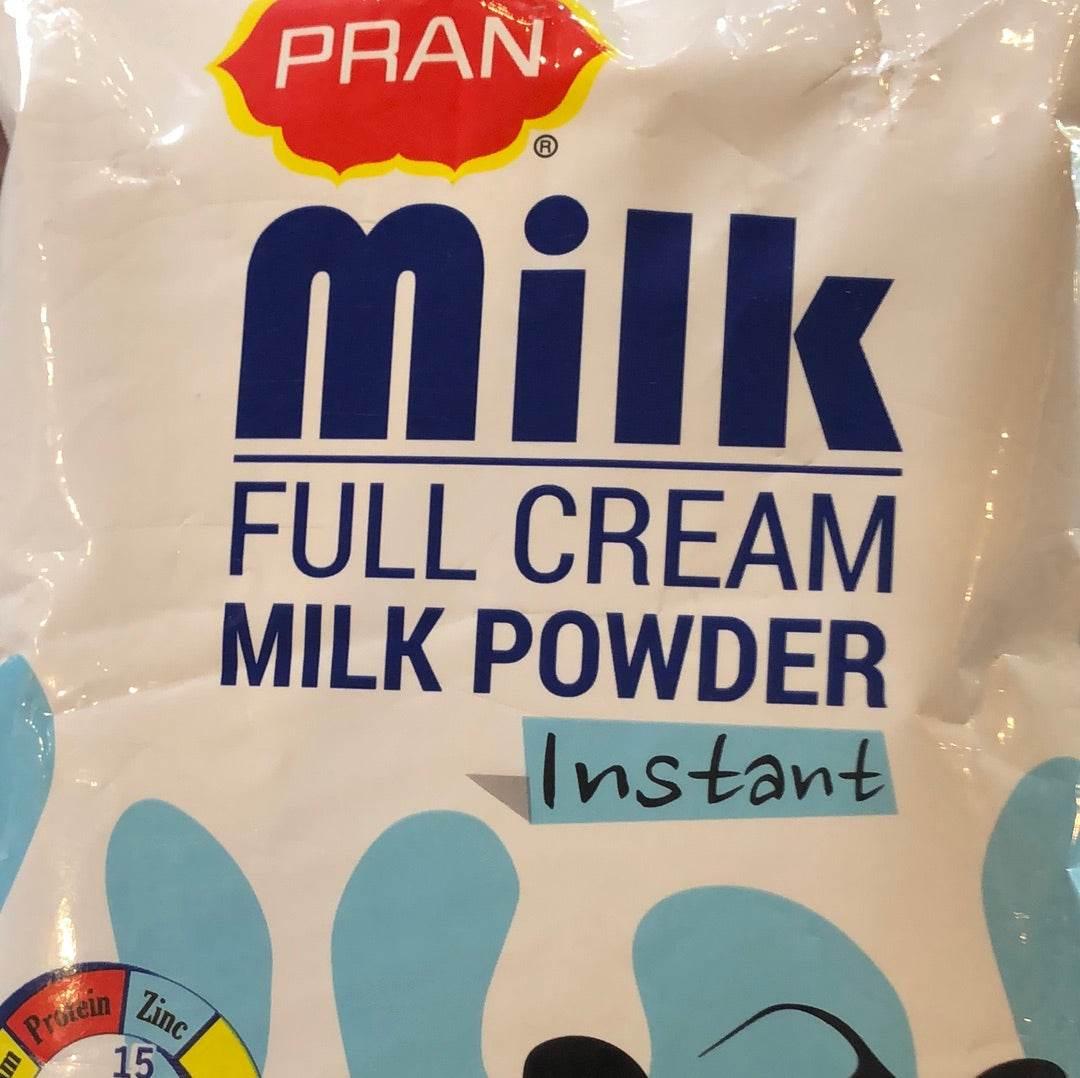 PRAN
®
milk
FULL CREAM
MILK POWDER
Instant
Protein
Zinc
15